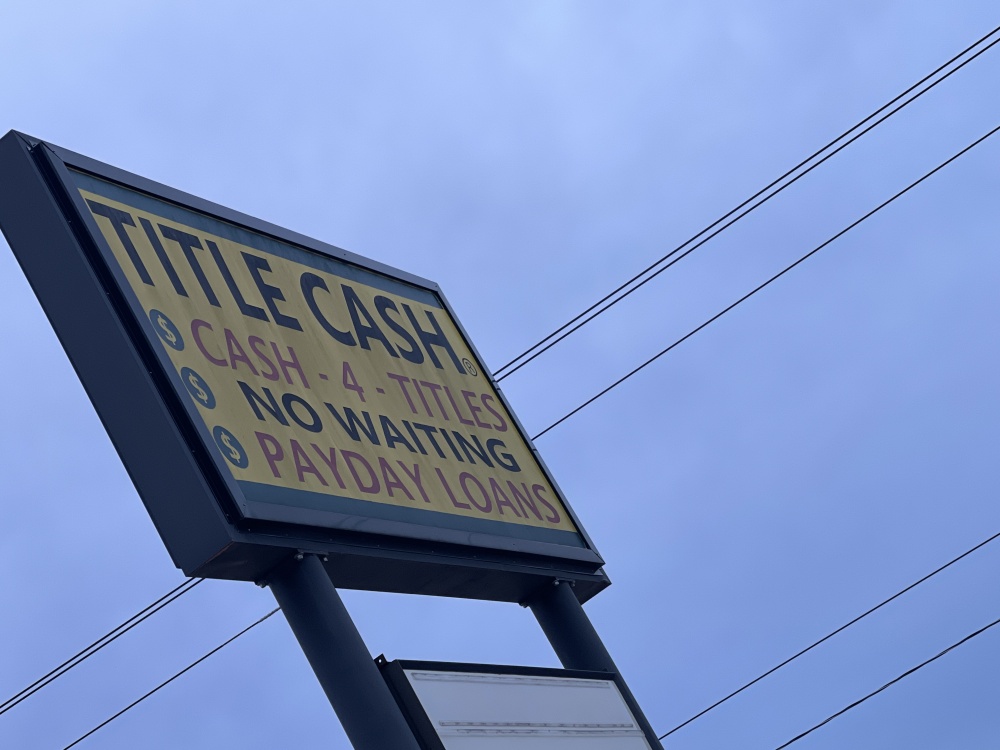 TITLE CASH®
$ CASH - 4 - TITLES
$ NO WAITING
$ PAYDAY LOANS